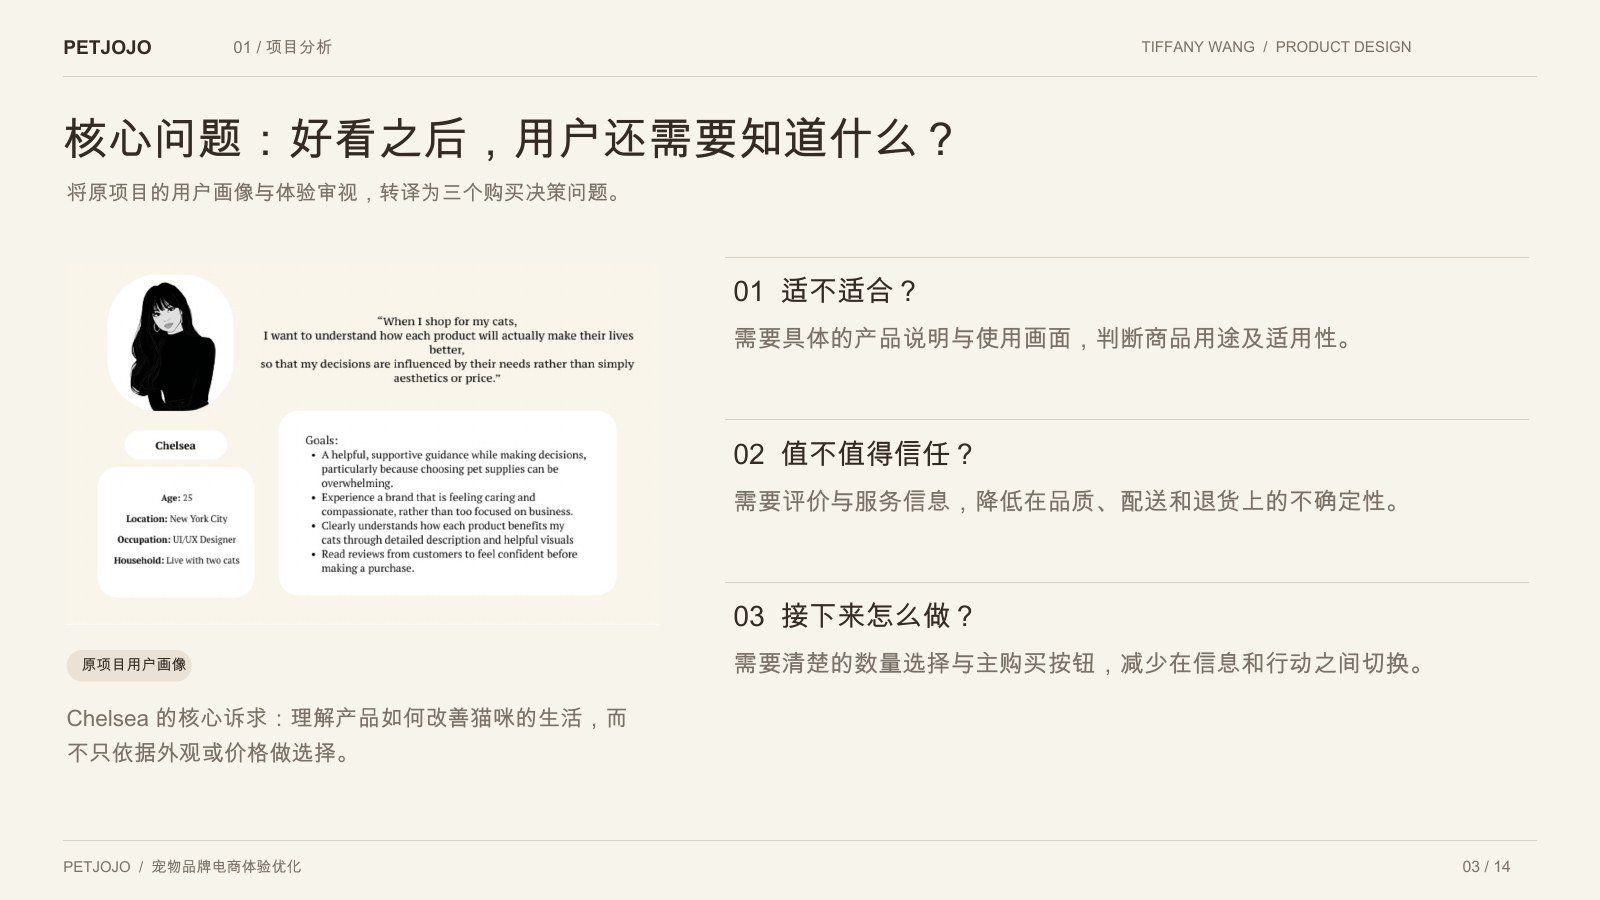 PETJOJO
01 / 项目分析
TIFFANY WANG / PRODUCT DESIGN
核心问题：好看之后，用户还需要知道什么？
将原项目的用户画像与体验审视，转译为三个购买决策问题。
“When I shop for my cats,
I want to understand how each product will actually make their lives
better,
so that my decisions are influenced by their needs rather than simply
aesthetics or price.”
Chelsea
Age: 25
Location: New York City
Occupation: UI/UX Designer
Household: Live with two cats
Goals:
• A helpful, supportive guidance while making decisions,
particularly because choosing pet supplies can be
overwhelming.
• Experience a brand that is feeling caring and
compassionate, rather than too focused on business.
• Clearly understands how each product benefits my
cats through detailed description and helpful visuals
• Read reviews from customers to feel confident before
making a purchase.
原项目用户画像
Chelsea 的核心诉求：理解产品如何改善猫咪的生活，而
不只依据外观或价格做选择。
01 适不适合？
需要具体的产品说明与使用画面，判断商品用途及适用性。
02 值不值得信任？
需要评价与服务信息，降低在品质、配送和退货上的不确定性。
03 接下来怎么做？
需要清楚的数量选择与主购买按钮，减少在信息和行动之间切换。
PETJOJO / 宠物品牌电商体验优化
03 / 14